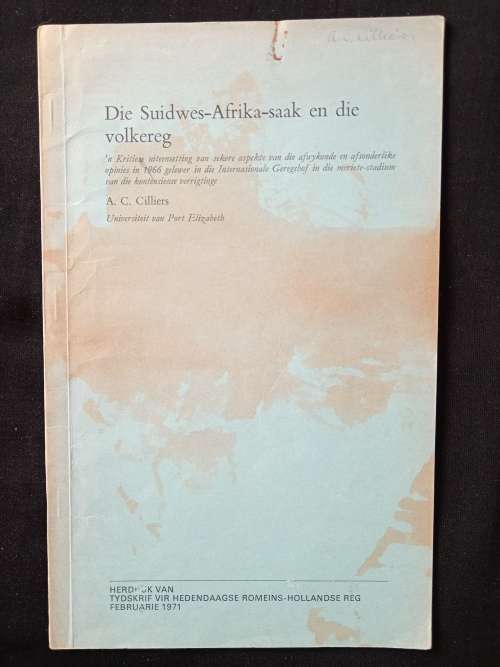 Die Suidwes-Afrika-saak en die
volkereg
'n Kritiese uiteensetting van sekere aspekte van die afwykende en afsonderlike
opinies in 1966 gelewer in die Internasionale Geregshof in die meriete-stadium
van die kontensieuse verrigtinge
A. C. Cilliers
Universiteit van Port Elizabeth
HERDRUK VAN
TYDSKRIF VIR HEDENDAAGSE ROMEINS-HOLLANDSE REG
FEBRUARIE 1971